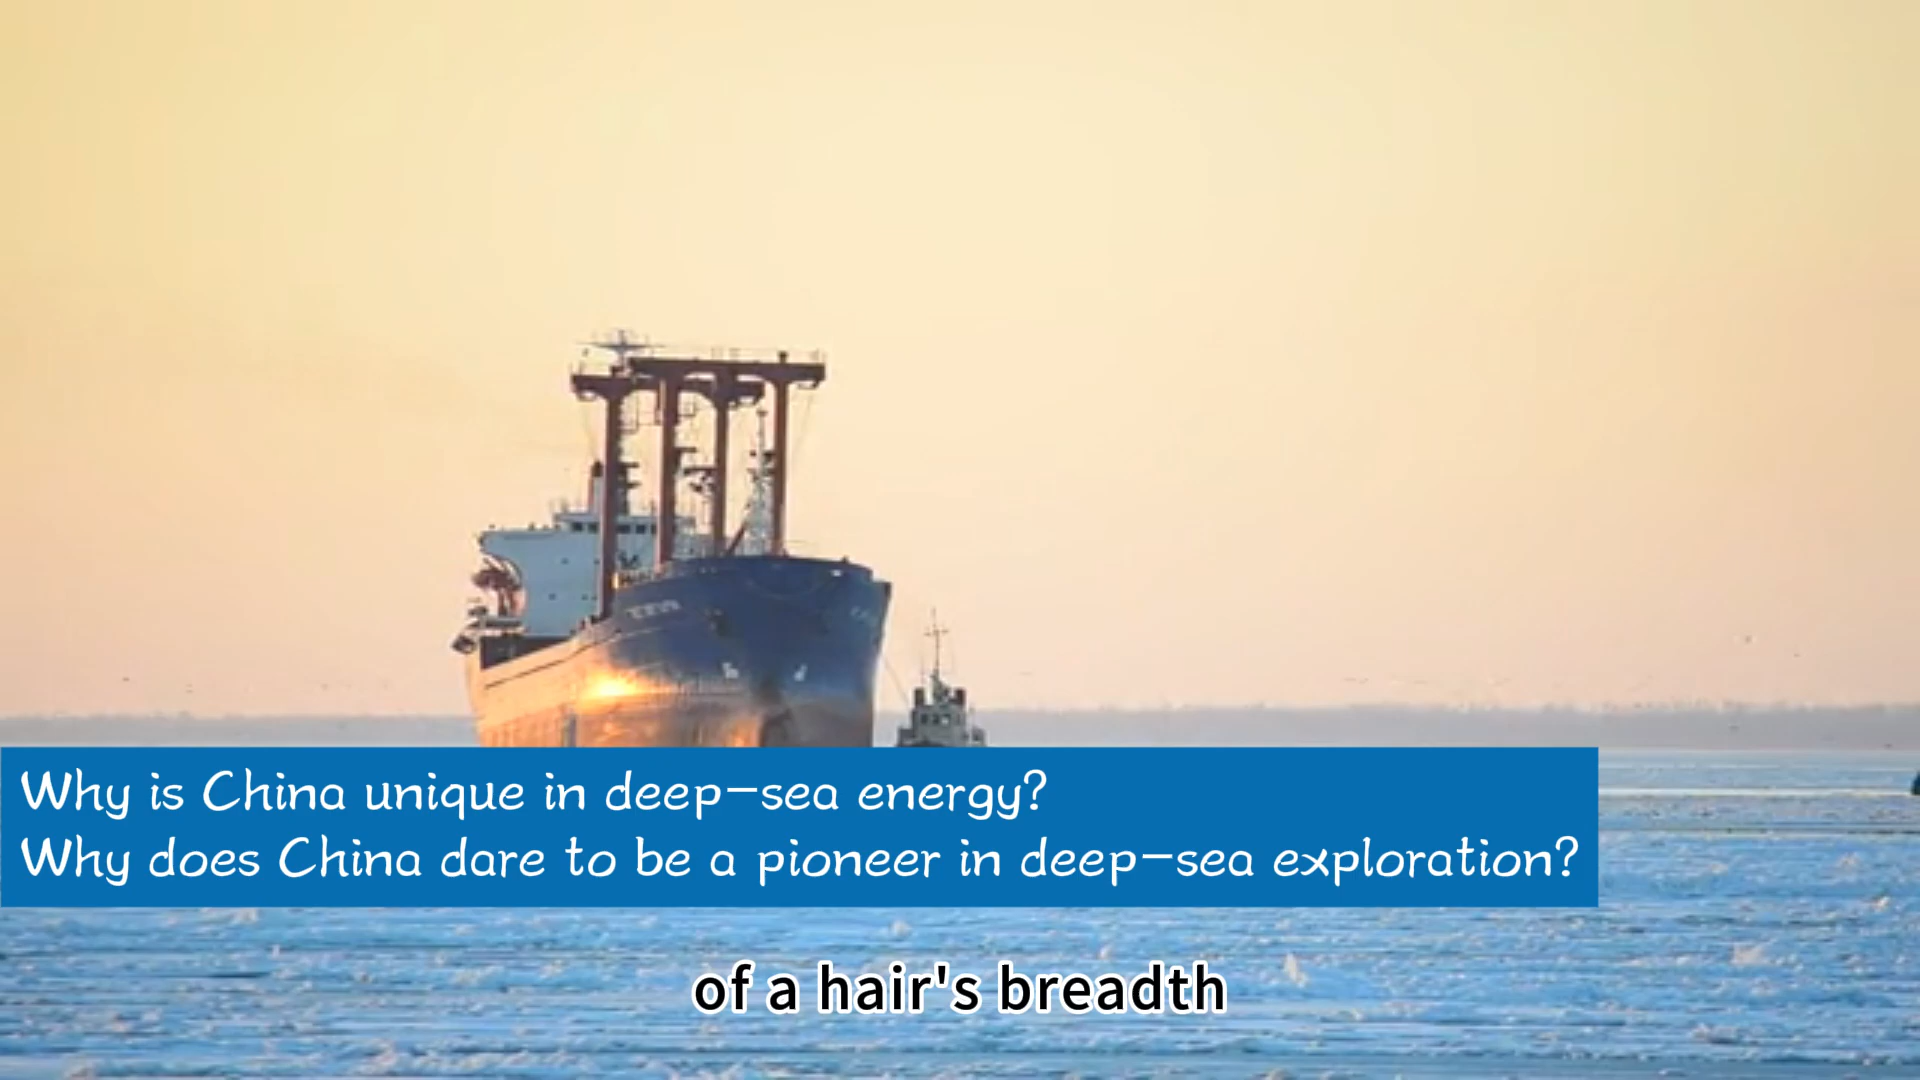 Why is China unique in deep-sea energy?
Why does China dare to be a pioneer in deep-sea exploration?
of a hair's breadth